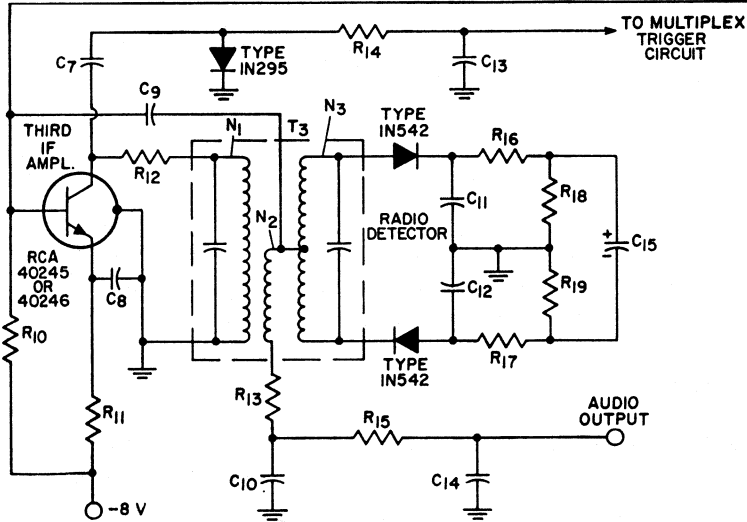 TO MULTIPLEX
TRIGGER
CIRCUIT
R14
C7
TYPE
IN295
C13
C9
N3
T3
TYPE
IN542
THIRD
IF
AMPL.
N1
R16
R12
C11
R18
N2
RADIO
DETECTOR
+
C15
-
RCA
40245
OR
40246
C8
C12
R19
R10
R17
TYPE
IN542
R13
R11
R15
AUDIO
OUTPUT
C10
C14
-8 V